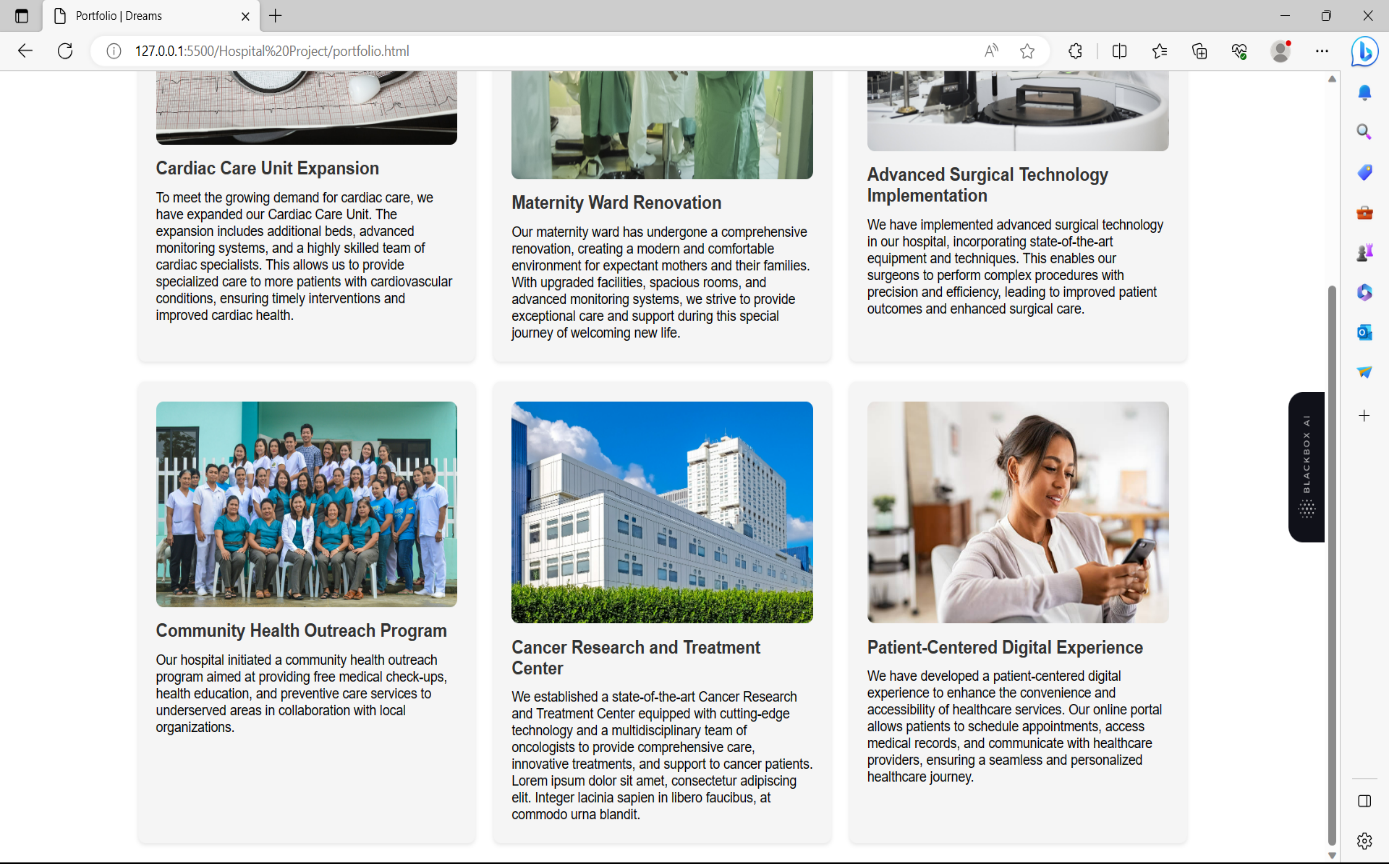 Portfolio | Dreams
127.0.0.1:5500/Hospital%20Project/portfolio.html
Cardiac Care Unit Expansion
To meet the growing demand for cardiac care, we
have expanded our Cardiac Care Unit. The
expansion includes additional beds, advanced
monitoring systems, and a highly skilled team of
cardiac specialists. This allows us to provide
specialized care to more patients with cardiovascular
conditions, ensuring timely interventions and
improved cardiac health.
Maternity Ward Renovation
Our maternity ward has undergone a comprehensive
renovation, creating a modern and comfortable
environment for expectant mothers and their families.
With upgraded facilities, spacious rooms, and
advanced monitoring systems, we strive to provide
exceptional care and support during this special
journey of welcoming new life.
Advanced Surgical Technology
Implementation
We have implemented advanced surgical technology
in our hospital, incorporating state-of-the-art
equipment and techniques. This enables our
surgeons to perform complex procedures with
precision and efficiency, leading to improved patient
outcomes and enhanced surgical care.
Community Health Outreach Program
Our hospital initiated a community health outreach
program aimed at providing free medical check-ups,
health education, and preventive care services to
underserved areas in collaboration with local
organizations.
Cancer Research and Treatment
Center
We established a state-of-the-art Cancer Research
and Treatment Center equipped with cutting-edge
technology and a multidisciplinary team of
oncologists to provide comprehensive care,
innovative treatments, and support to cancer patients.
Lorem ipsum dolor sit amet, consectetur adipiscing
elit. Integer lacinia sapien in libero faucibus, at
commodo urna blandit.
Patient-Centered Digital Experience
We have developed a patient-centered digital
experience to enhance the convenience and
accessibility of healthcare services. Our online portal
allows patients to schedule appointments, access
medical records, and communicate with healthcare
providers, ensuring a seamless and personalized
healthcare journey.
BLACKBOX AI